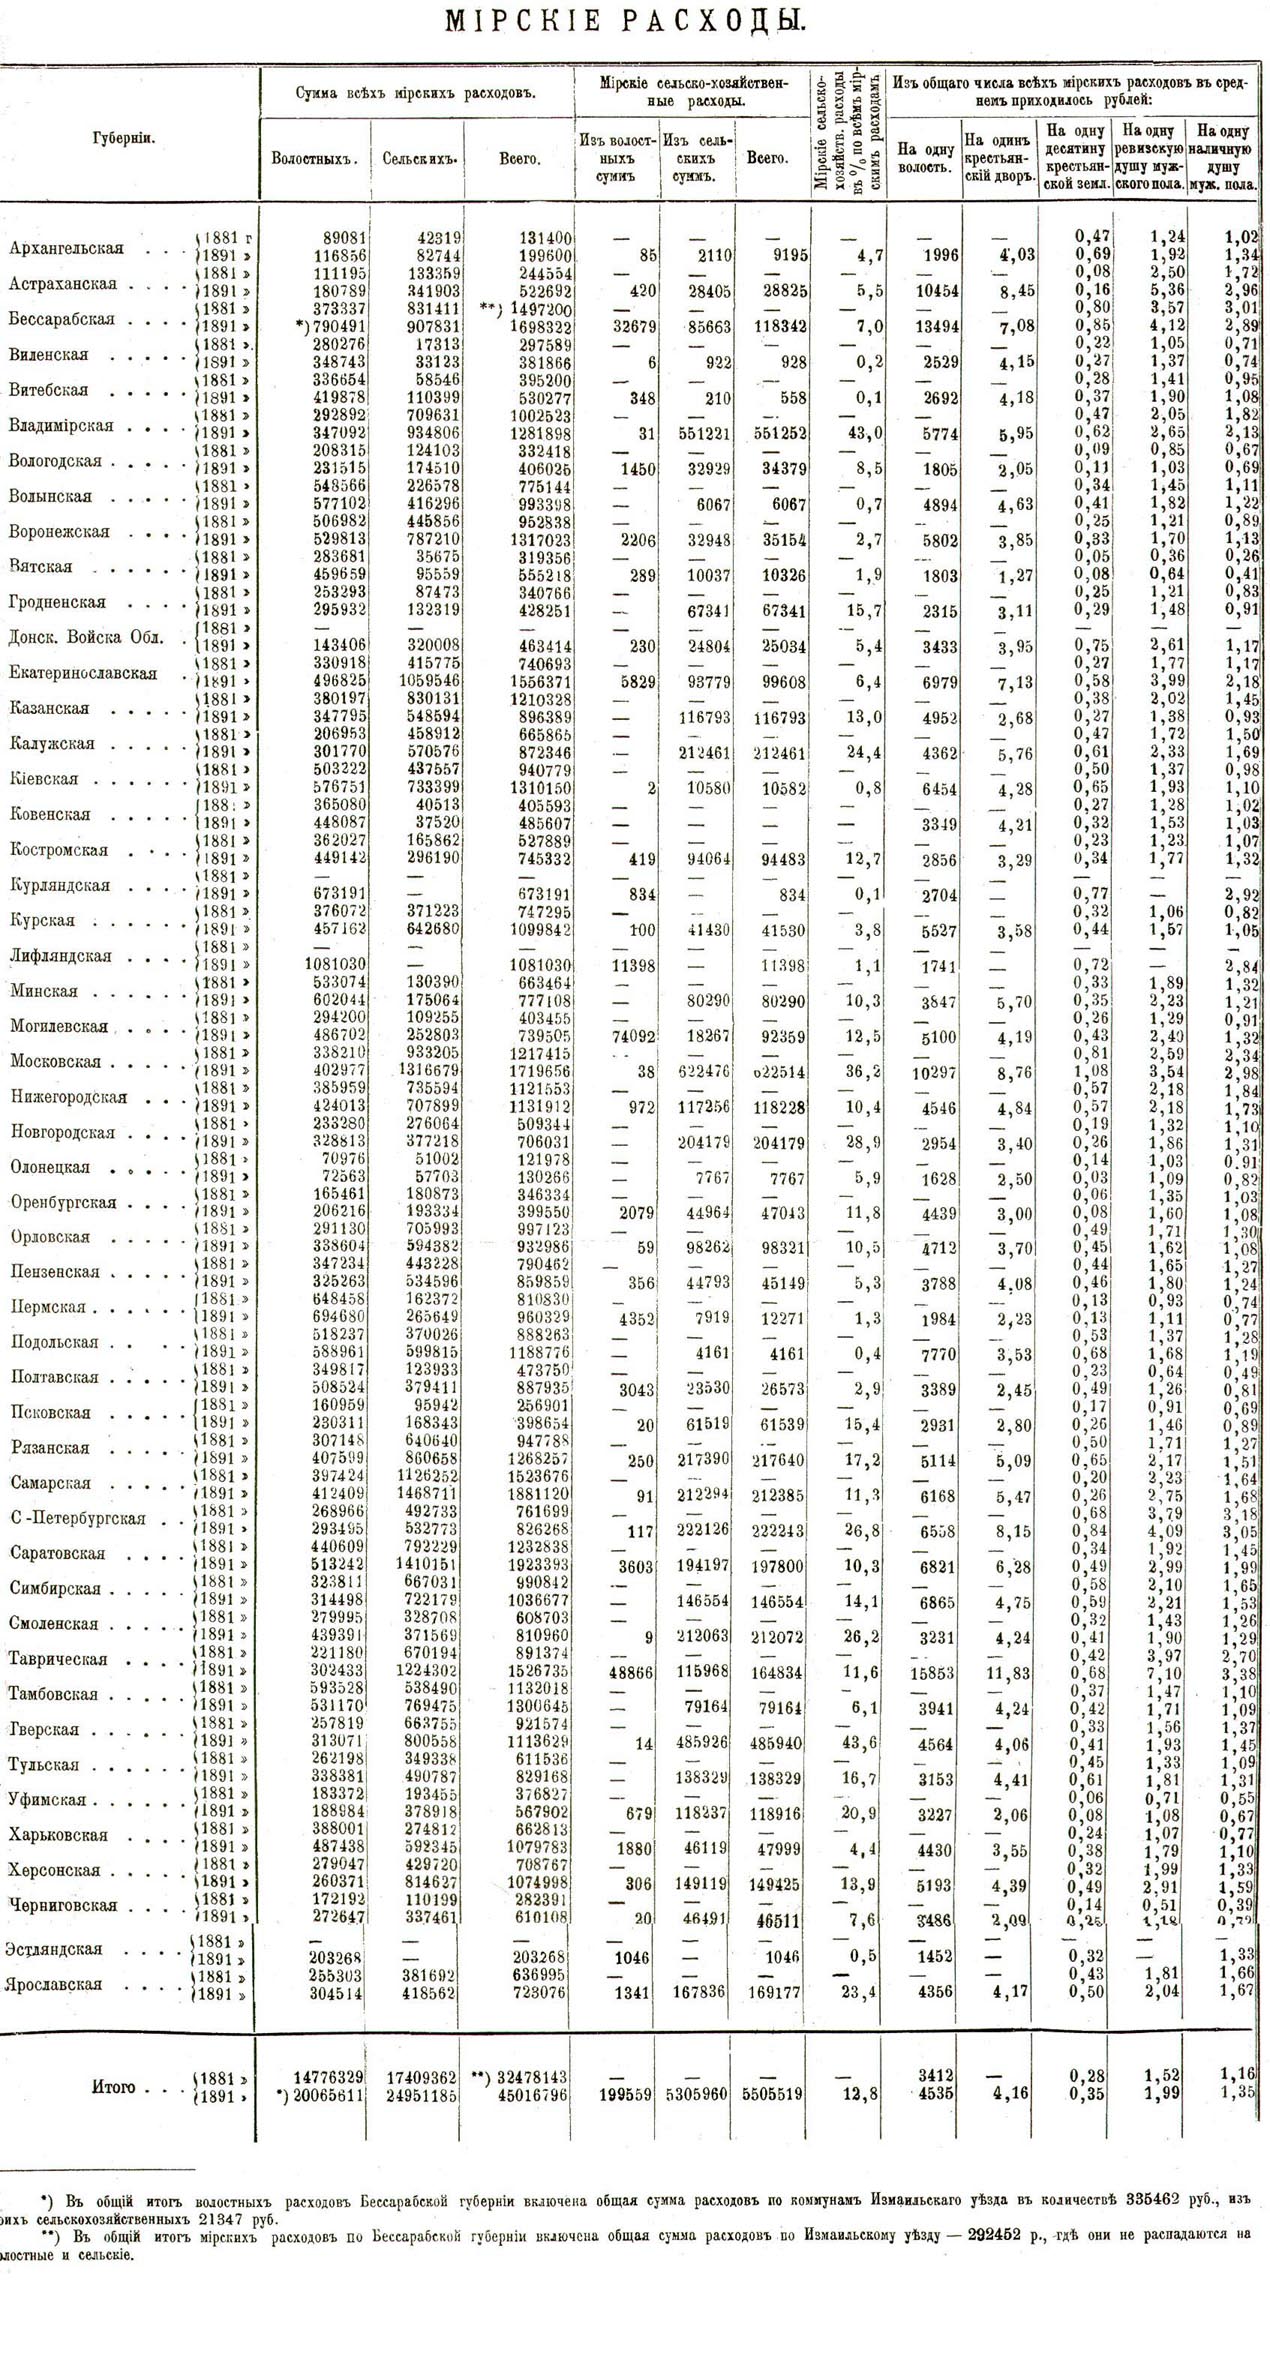 МІРСКІЕ РАСХОДЫ.
Губерніи. Сумма всѣхъ мірскихъ расходовъ. Мірскіе сельско-хозяйствен-ные расходы. Мірскіе сельско-хозяйств. расходы въ % по всѣмъ мірскимъ расходамъ Изъ общаго числа всѣхъ мірскихъ расходовъ въ сред-немъ приходилось рублей:
Волостныхъ. Сельскихъ. Всего. Изъ волост-ныхъ суммъ Изъ сель-скихъ суммъ. Всего. На одну волость. На одинъ крестьян-скій дворъ. На одну десятину крестьян-ской земл. На одну ревизскую душу муж-ского пола. На одну наличную душу муж. пола.
Архангельская . . . 1881 г 89081 42319 131400 — — — — — — 0,47 1,24 1,02
1891 » 116856 82744 199600 85 2110 9195 4,7 1996 4,03 0,69 1,92 1,34
Астраханская . . . . 1881 » 111195 133359 244554 — — — — — — 0,08 2,50 1,72
1891 » 180789 341903 522692 420 28405 28825 5,5 10454 8,45 0,16 5,36 2,96
Бессарабская . . . . 1881 » 373337 831411 **) 1497200 — — — — — — 0,80 3,57 3,01
1891 » *) 790491 907831 1698322 32679 85663 118342 7,0 13494 7,08 0,85 4,12 2,89
Виленская . . . . . 1881 » 280276 17313 297589 — — — — — — 0,22 1,05 0,71
1891 » 348743 33123 381866 6 922 928 0,2 2529 4,15 0,27 1,37 0,74
Витебская . . . . . 1881 » 336654 58546 395200 — — — — — — 0,28 1,41 0,95
1891 » 419878 110399 530277 348 210 558 0,1 2692 4,18 0,37 1,90 1,08
Владимірская . . . . 1881 » 292892 709631 1002523 — — — — — — 0,47 2,05 1,82
1891 » 347092 934806 1281898 31 551221 551252 43,0 5774 5,95 0,62 2,65 2,13
Вологодская . . . . . 1881 » 208315 124103 332418 — — — — — — 0,09 0,85 0,67
1891 » 231515 174510 406025 1450 32929 34379 8,5 1805 2,05 0,11 1,03 0,69
Волынская . . . . . 1881 » 548566 226578 775144 — — — — — — 0,34 1,45 1,11
1891 » 577102 416296 993398 — 6067 6067 0,7 4894 4,63 0,41 1,82 1,22
Воронежская . . . . 1881 » 506982 445856 952838 — — — — — — 0,25 1,21 0,89
1891 » 529813 787210 1317023 2206 32948 35154 2,7 5802 3,85 0,33 1,70 1,13
Вятская . . . . . 1881 » 283681 35675 319356 — — — — — — 0,05 0,36 0,26
1891 » 459659 95559 555218 289 10037 10326 1,9 1803 1,27 0,08 0,64 0,41
Гродненская . . . . 1881 » 253293 87473 340766 — — — — — — 0,25 1,21 0,83
1891 » 295932 132319 428251 — 67341 67341 15,7 2315 3,11 0,29 1,48 0,91
Донск. Войска Обл. . 1881 » — — — — — — — — — — — —
1891 » 143406 320008 463414 230 24804 25034 5,4 3433 3,95 0,75 2,61 1,17
Екатеринославская . 1881 » 330918 415775 740693 — — — — — — 0,27 1,77 1,17
1891 » 496825 1059546 1556371 5829 93779 99608 6,4 6979 7,13 0,58 3,99 2,18
Казанская . . . . . 1881 » 380197 830131 1210328 — — — — — — 0,38 2,02 1,45
1891 » 347795 548594 896389 — 116793 116793 13,0 4952 2,68 0,27 1,38 0,93
Калужская . . . . . 1881 » 206953 458912 665865 — — — — — — 0,47 1,72 1,50
1891 » 301770 570576 872346 — 212461 212461 24,4 4362 5,76 0,61 2,33 1,69
Кіевская . . . . . . 1881 » 503222 437557 940779 — — — — — — 0,50 1,37 0,98
1891 » 576751 733399 1310150 2 10580 10582 0,8 6454 4,28 0,65 1,93 1,10
Ковенская . . . . . 188. » 365080 40513 405593 — — — — — — 0,27 1,28 1,02
1891 » 448087 37520 485607 — — — — 3349 4,21 0,32 1,53 1,03
Костромская . . . . 1881 » 362027 165862 527889 — — — — — — 0,23 1,23 1,07
1891 » 449142 296190 745332 419 94064 94483 12,7 2856 3,29 0,34 1,77 1,32
Курляндская . . . . 1881 » — — — — — — — — — — — —
1891 » 673191 — 673191 834 — 834 0,1 2704 — 0,77 — 2,92
Курская . . . . . . 1881 » 376072 371223 747295 — — — — — — 0,32 1,06 0,82
1891 » 457162 642680 1099842 100 41430 41530 3,8 5527 3,58 0,44 1,57 1,05
Лифляндская . . . . 1881 » — — — — — — — — — — — —
1891 » 1081030 — 1081030 11398 — 11398 1,1 1741 — 0,72 — 2,84
Минская . . . . . . 1881 » 533074 130390 663464 — — — — — — 0,33 1,89 1,32
1891 » 602044 175064 777108 — 80290 80290 10,3 3847 5,70 0,35 2,23 1,21
Могилевская . . . . 1881 » 294200 109255 403455 — — — — — — 0,26 1,29 0,91
1891 » 486702 252803 739505 74092 18267 92359 12,5 5100 4,19 0,43 2,49 1,32
Московская . . . . . 1881 » 338210 933205 1217415 — — — — — — 0,81 2,59 2,34
1891 » 402977 1316679 1719656 38 622476 622514 36,2 10297 8,76 1,08 3,54 2,98
Нижегородская . . . 1881 » 385959 735594 1121553 — — — — — — 0,57 2,18 1,84
1891 » 424013 707899 1131912 972 117256 118228 10,4 4546 4,84 0,57 2,18 1,73
Новгородская . . . . 1881 » 233280 276064 509344 — — — — — — 0,19 1,32 1,10
1891 » 328813 377218 706031 — 204179 204179 28,9 2954 3,40 0,26 1,86 1,31
Олонецкая . . . . . 1881 » 70976 51002 121978 — — — — — — 0,14 1,03 0.91
1891 » 72563 57703 130266 — 7767 7767 5,9 1628 2,50 0,03 1,09 0,82
Оренбургская . . . . 1881 » 165461 180873 346334 — — — — — — 0,06 1,35 1,03
1891 » 206216 193334 399550 2079 44964 47043 11,8 4439 3,00 0,08 1,60 1,08
Орловская . . . . . 1881 » 291130 705993 997123 — — — — — — 0,49 1,71 1,30
1891 » 338604 594382 932986 59 98262 98321 10,5 4712 3,70 0,45 1,62 1,08
Пензенская . . . . . 1881 » 347234 443228 790462 — — — — — — 0,44 1,65 1,27
1891 » 325263 534596 859859 356 44793 45149 5,3 3788 4,08 0,46 1,80 1,24
Пермская . . . . . . 1881 » 648458 162372 810830 — — — — — — 0,13 0,93 0,74
1891 » 694680 265649 960329 4352 7919 12271 1,3 1984 2,23 0,13 1,11 0,77
Подольская . . . . 1881 » 518237 370026 888263 — — — — — — 0,53 1,37 1,28
1891 » 588961 599815 1188776 — 4161 4161 0,4 7770 3,53 0,68 1,68 1,19
Полтавская . . . . . 1881 » 349817 123933 473750 — — — — — — 0,23 0,64 0,49
1891 » 508524 379411 887935 3043 23530 26573 2,9 3389 2,45 0,49 1,26 0,81
Псковская . . . . . 1881 » 160959 95942 256901 — — — — — — 0,17 0,91 0,69
1891 » 230311 168343 398654 20 61519 61539 15,4 2931 2,80 0,26 1,46 0,89
Рязанская . . . . . 1881 » 307148 640640 947788 — — — — — — 0,50 1,71 1,27
1891 » 407599 860658 1268257 250 217390 217640 17,2 5114 5,09 0,65 2,17 1,51
Самарская . . . . . 1881 » 397424 1126252 1523676 — — — — — — 0,20 2,23 1,64
1891 » 412409 1468711 1881120 91 212294 212385 11,3 6168 5,47 0,26 2,75 1,68
С -Петербургская . . 1881 » 268966 492733 761699 — — — — — — 0,68 3,79 3,18
1891 » 293495 532773 826268 117 222126 222243 26,8 6558 8,15 0,84 4,09 3,05
Саратовская . . . . 1881 » 440609 792229 1232838 — — — — — — 0,34 1,92 1,45
1891 » 513242 1410151 1923393 3603 194197 197800 10,3 6821 6,28 0,49 2,99 1,99
Симбирская . . . . . 1881 » 323811 667031 990842 — — — — — — 0,58 2,10 1,65
1891 » 314498 722179 1036677 — 146554 146554 14,1 6865 4,75 0,59 2,21 1,53
Смоленская . . . . . 1881 » 279995 328708 608703 — — — — — — 0,32 1,43 1,26
1891 » 439391 371569 810960 9 212063 212072 26,2 3231 4,24 0,41 1,90 1,29
Таврическая . . . . 1881 » 221180 670194 891374 — — — — — — 0,42 3,97 2,70
1891 » 302433 1224302 1526735 48866 115968 164834 11,6 15853 11,83 0,68 7,10 3,38
Тамбовская . . . . . 1881 » 593528 538490 1132018 — — — — — — 0,37 1,47 1,10
1891 » 531170 769475 1300645 — 79164 79164 6,1 3941 4,24 0,42 1,71 1,09
Тверская . . . . . . 1881 » 257819 663755 921574 — — — — — — 0,33 1,56 1,37
1891 » 313071 800558 1113629 14 485926 485940 43,6 4564 4,06 0,41 1,93 1,45
Тульская . . . . . . 1881 » 262198 349338 611536 — — — — — — 0,45 1,33 1,09
1891 » 338381 490787 829168 — 138329 138329 16,7 3153 4,41 0,61 1,81 1,31
Уфимская . . . . . . 1881 » 183372 193455 376827 — — — — — — 0,06 0,71 0,55
1891 » 188984 378918 567902 679 118237 118916 20,9 3227 2,06 0,08 1,08 0,67
Харьковская . . . . 1881 » 388001 274812 662813 — — — — — — 0,24 1,07 0,77
1891 » 487438 592345 1079783 1880 46119 47999 4,4 4430 3,55 0,38 1,79 1,10
Херсонская . . . . . 1881 » 279047 429720 708767 — — — — — — 0,32 1,99 1,33
1891 » 260371 814627 1074998 306 149119 149425 13,9 5193 4,39 0,49 2,91 1,59
Черниговская . . . . 1881 » 172192 110199 282391 — — — — — — 0,14 0,51 0,39
1891 » 272647 337461 610108 20 46491 46511 7,6 3486 2,09
Эстляндская . . . . 1881 » — — — — — — — — — — — —
1891 » 203268 — 203268 1046 — 1046 0,5 1452 — 0,32 — 1,33
Ярославская . . . . 1881 » 255303 381692 636995 — — — — — — 0,43 1,81 1,66
1891 » 304514 418562 723076 1341 167836 169177 23,4 4356 4,17 0,50 2,04 1,67
Итого . . . 1881 » 14776329 17409362 **) 32478143 — — — — 3412 — 0,28 1,52 1,16
1891 » *) 20065611 24951185 45016796 199559 5305960 5505519 12,8 4535 4,16 0,35 1,99 1,35
*) Въ общій итогъ волостныхъ расходовъ Бессарабской губерніи включена общая сумма расходовъ по коммунамъ Измаильскаго уѣзда въ количествѣ 335462 руб., изъ
оихъ сельскохозяйственныхъ 21347 руб.
**) Въ общій итогъ мірскихъ расходовъ по Бессарабской губерніи включена общая сумма расходовъ по Измаильскому уѣзду — 292452 р., гдѣ они не распадаются на
лостные и сельскіе.